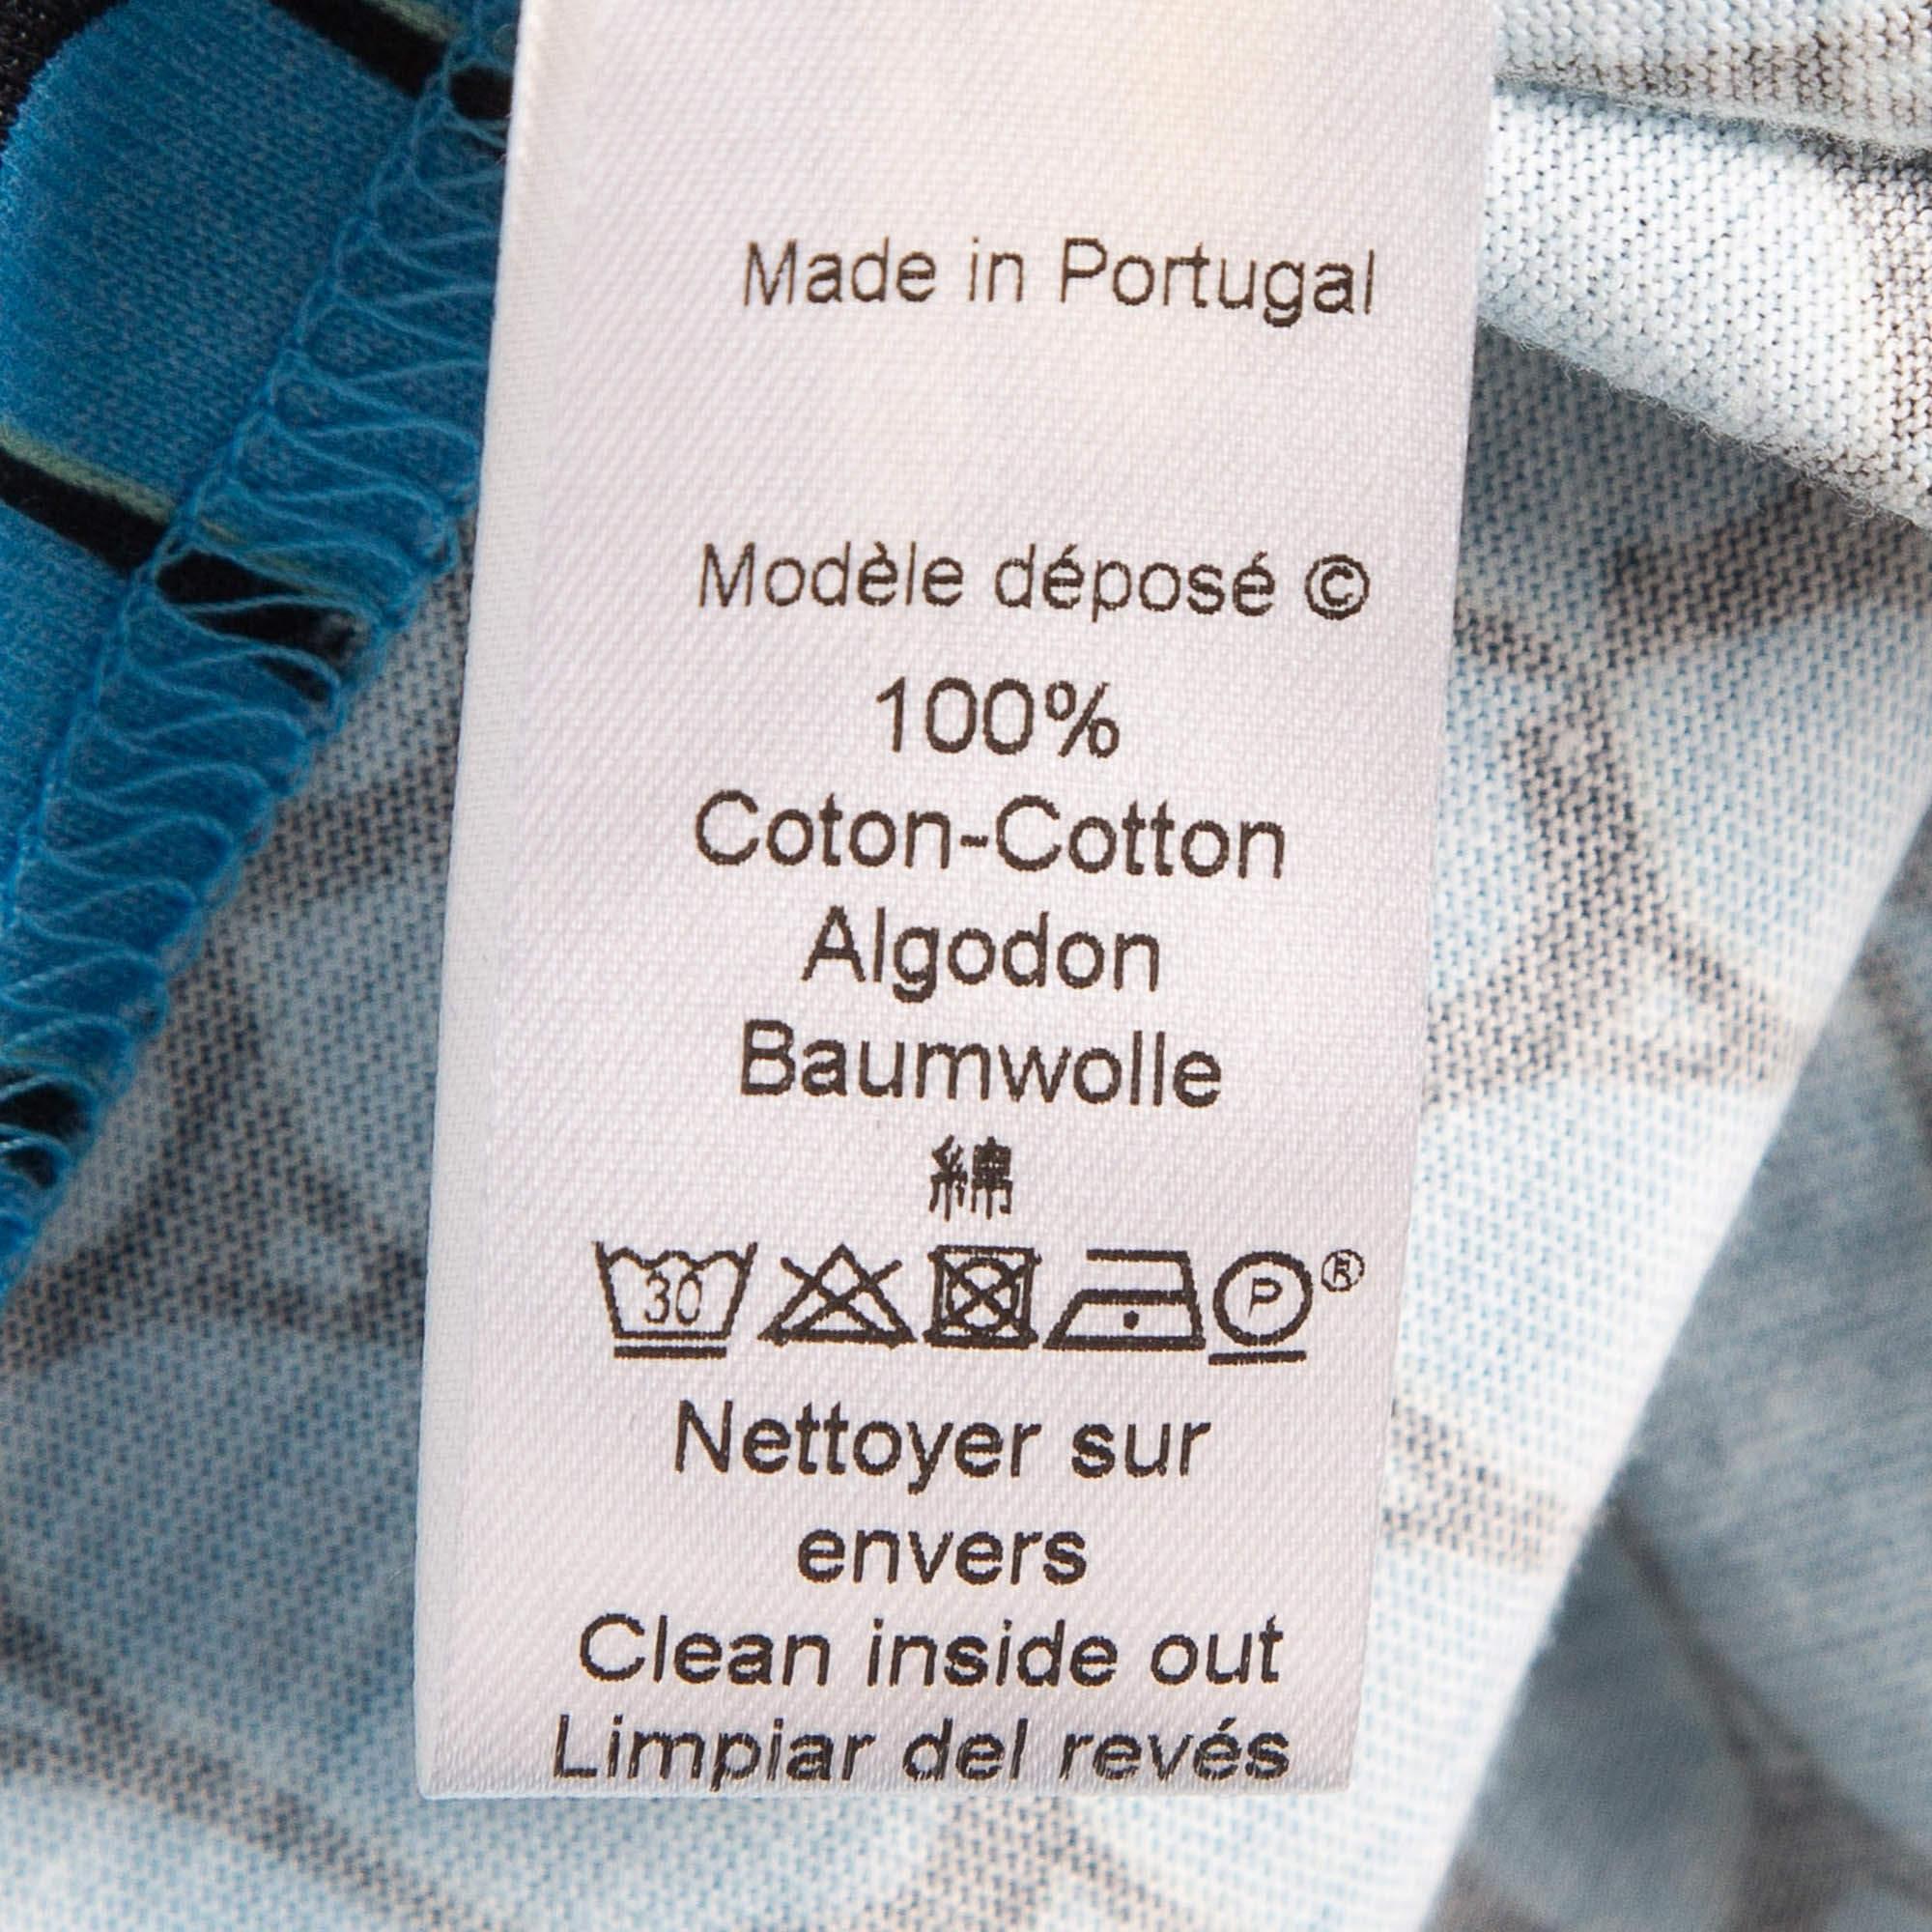 Made in Portugal
Modèle déposé ©
100%
Coton-Cotton
Algodon
Baumwolle
綿
30 P ®
Nettoyer sur
envers
Clean inside out
Limpiar del revés